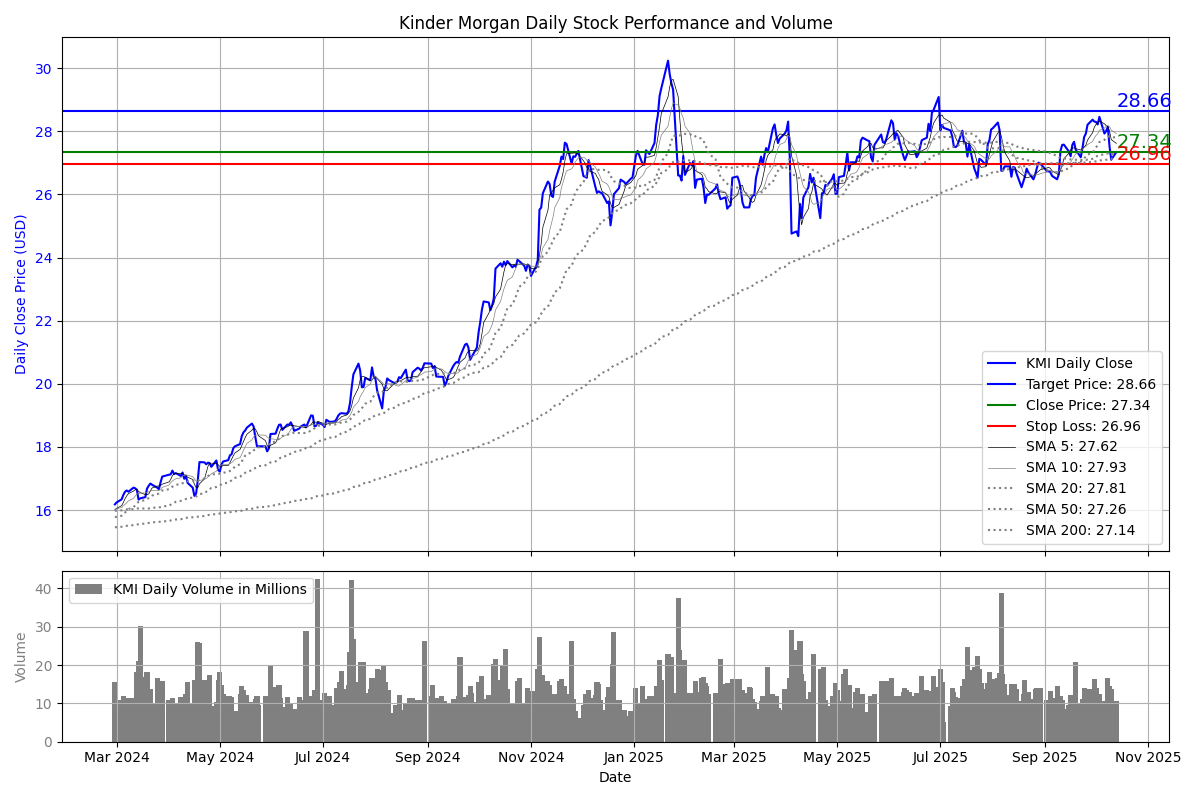 Kinder Morgan Daily Stock Performance and Volume
Daily Close Price (USD)
30
28
26
24
22
20
18
16
28.66
27.34
26.96
KMI Daily Close
Target Price: 28.66
Close Price: 27.34
Stop Loss: 26.96
SMA 5: 27.62
SMA 10: 27.93
SMA 20: 27.81
SMA 50: 27.26
SMA 200: 27.14
Volume
40
30
20
10
0
KMI Daily Volume in Millions
Mar 2024 May 2024 Jul 2024 Sep 2024 Nov 2024 Jan 2025 Mar 2025 May 2025 Jul 2025 Sep 2025 Nov 2025
Date